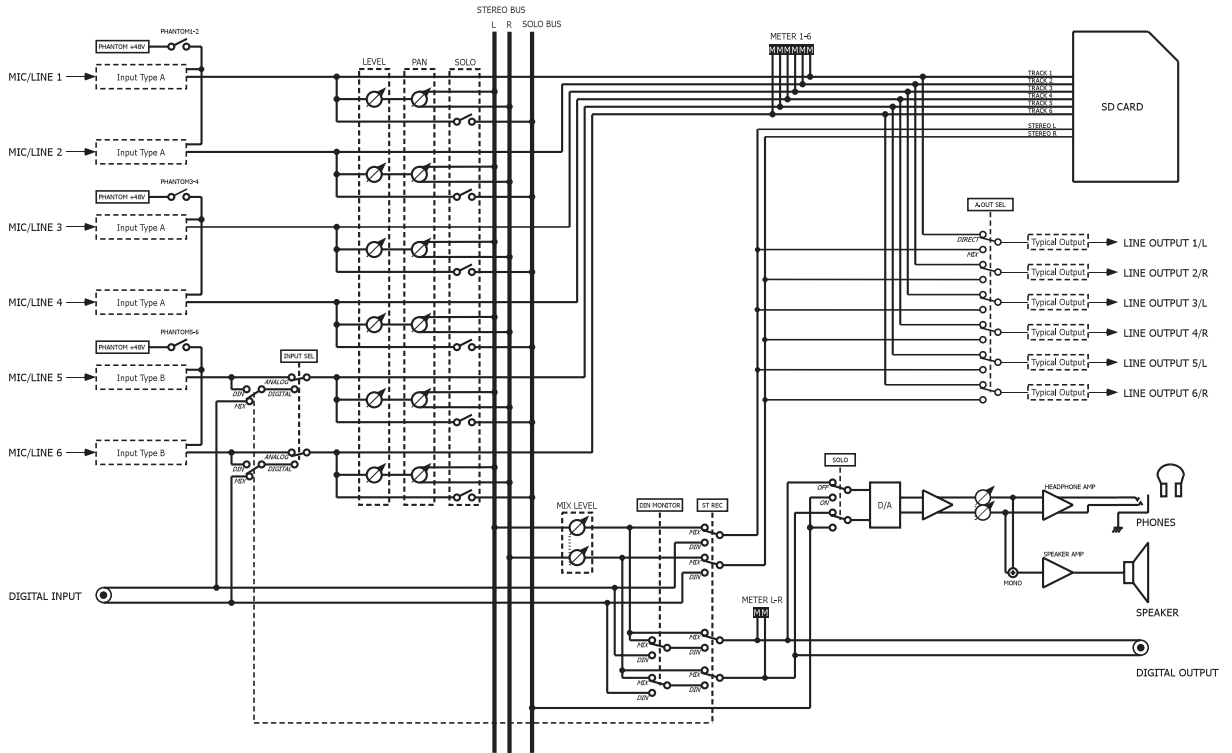 STEREO BUS
L R SOLO BUS
PHANTOM +48V
PHANTOM1-2
MIC/LINE 1
Input Type A
LEVEL
PAN
SOLO
METER 1-6
MMMMMM
TRACK 1
TRACK 2
TRACK 3
TRACK 4
TRACK 5
TRACK 6
STEREO L
STEREO R
SD CARD
MIC/LINE 2
Input Type A
PHANTOM +48V
PHANTOM3-4
MIC/LINE 3
Input Type A
MIC/LINE 4
Input Type A
PHANTOM +48V
PHANTOM5-6
INPUT SEL
MIC/LINE 5
Input Type B
ANALOG
DIN
DIGITAL
MIX
MIC/LINE 6
Input Type B
ANALOG
DIN
DIGITAL
MIX
A.OUT SEL
DIRECT
MIX
Typical Output
LINE OUTPUT 1/L
Typical Output
LINE OUTPUT 2/R
Typical Output
LINE OUTPUT 3/L
Typical Output
LINE OUTPUT 4/R
Typical Output
LINE OUTPUT 5/L
Typical Output
LINE OUTPUT 6/R
MIX LEVEL
DIN MONITOR
ST REC
MIX
DIN
MIX
DIN
SOLO
OFF
ON
D/A
HEADPHONE AMP
PHONES
SPEAKER AMP
MONO
SPEAKER
DIGITAL INPUT
METER L-R
MM
MIX
DIN
MIX
DIN
MIX
DIN
MIX
DIN
DIGITAL OUTPUT